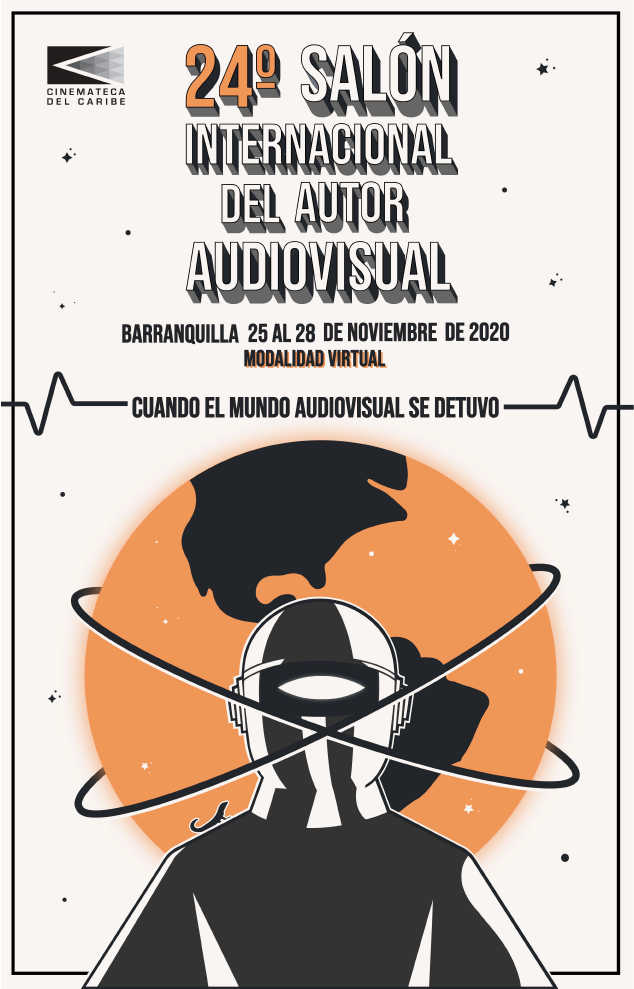 CINEMATECA
DEL CARIBE
24º SALÓN
INTERNACIONAL
DEL AUTOR
AUDIOVISUAL
BARRANQUILLA 25 AL 28 DE NOVIEMBRE DE 2020
MODALIDAD VIRTUAL
CUANDO EL MUNDO AUDIOVISUAL SE DETUVO